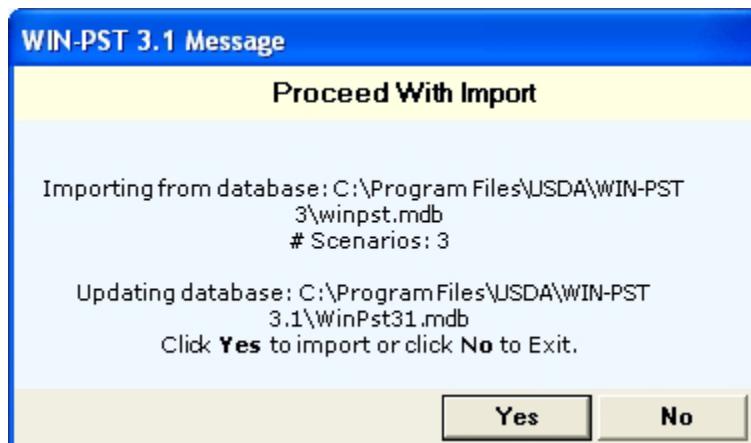 WIN-PST 3.1 Message
Proceed With Import
Importing from database: C:\Program Files\USDA\WIN-PST
3\winpst.mdb
# Scenarios: 3
Updating database: C:\Program Files\USDA\WIN-PST
3.1\WinPst31.mdb
Click Yes to import or click No to Exit.
Yes
No